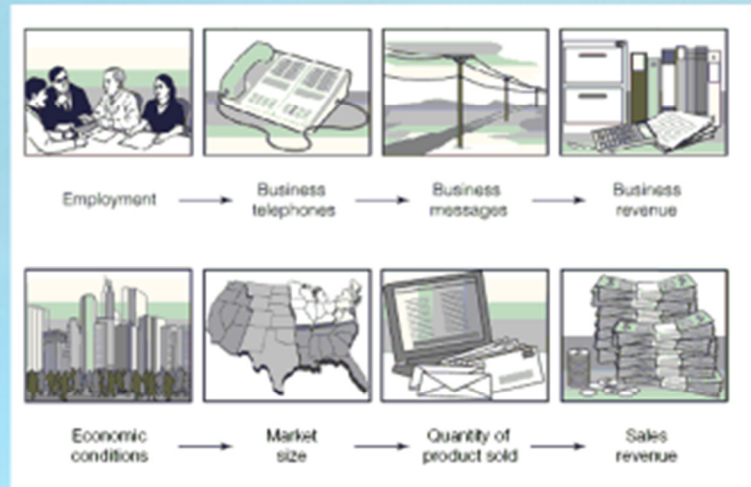 Employment
Business
telephones
Business
messages
Business
revenue
Economic
conditions
Market
size
Quantity of
product sold
Sales
revenue